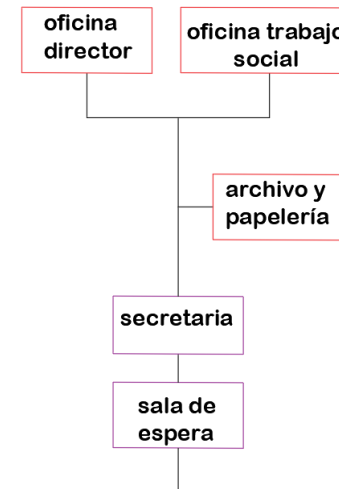 oficina
director
oficina trabajo
social
archivo y
papelería
secretaria
sala de
espera